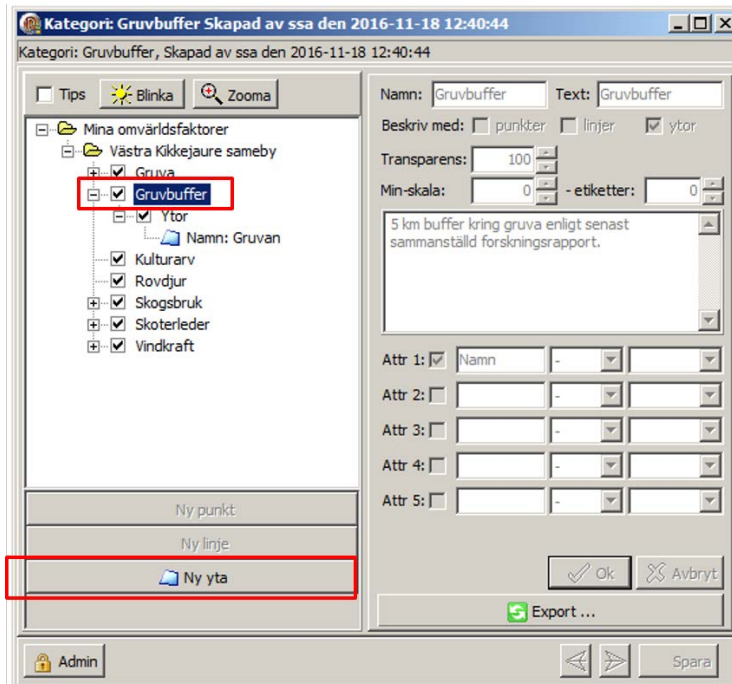 Kategori: Gruvbuffer Skapad av ssa den 2016-11-18 12:40:44
Kategori: Gruvbuffer, Skapad av ssa den 2016-11-18 12:40:44
Tips Blinka Zooma
Mina omvärldsfaktorer
Västra Kikkejaure sameby
Gruva
Gruvbuffer
Ytor
Namn: Gruvan
Kulturarv
Rovdjur
Skogsbruk
Skoterleder
Vindkraft
Ny punkt
Ny linje
Ny yta
Namn: Gruvbuffer Text: Gruvbuffer
Beskriv med: punkter linjer ytor
Transparens: 100
Min-skala: 0 - etiketter: 0
5 km buffer kring gruva enligt senast
sammanställd forskningsrapport.
Attr 1: Namn -
Attr 2: -
Attr 3: -
Attr 4: -
Attr 5: -
Ok Avbryt
Export ...
Admin Spara